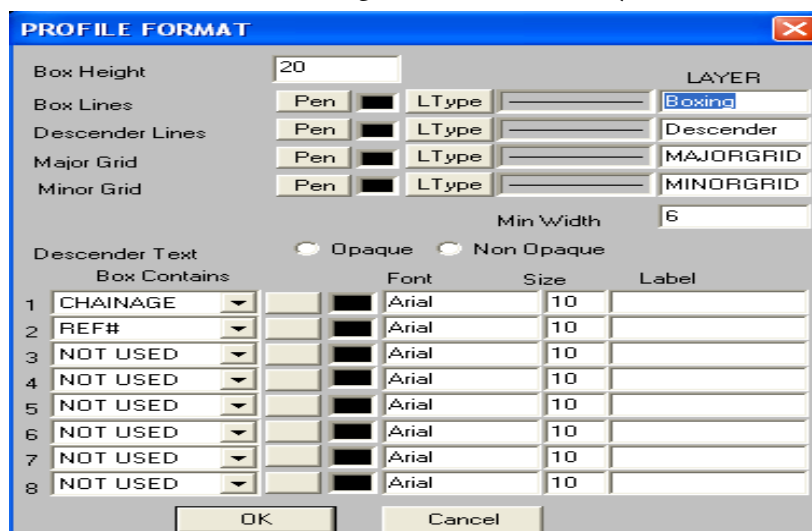 PROFILE FORMAT
Box Height 20 LAYER
Box Lines Pen LType Boxing
Descender Lines Pen LType Descender
Major Grid Pen LType MAJORGRID
Minor Grid Pen LType MINORGRID
Min Width 6
Descender Text Opaque Non Opaque
Box Contains Font Size Label
1 CHAINAGE Arial 10
2 REF# Arial 10
3 NOT USED Arial 10
4 NOT USED Arial 10
5 NOT USED Arial 10
6 NOT USED Arial 10
7 NOT USED Arial 10
8 NOT USED Arial 10
OK Cancel